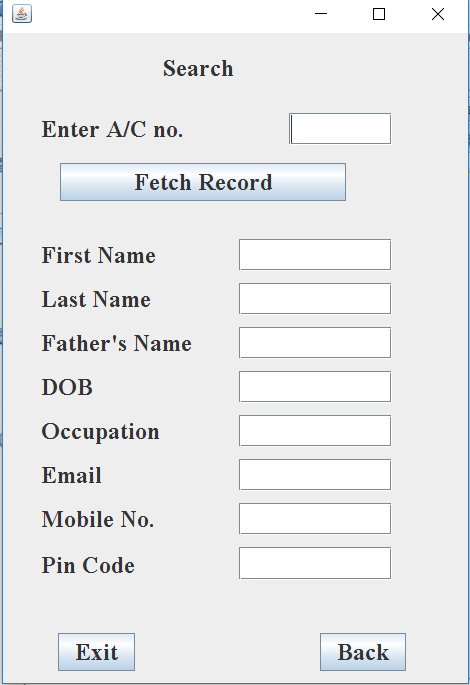 Search
Enter A/C no.
Fetch Record
First Name
Last Name
Father's Name
DOB
Occupation
Email
Mobile No.
Pin Code
Exit Back